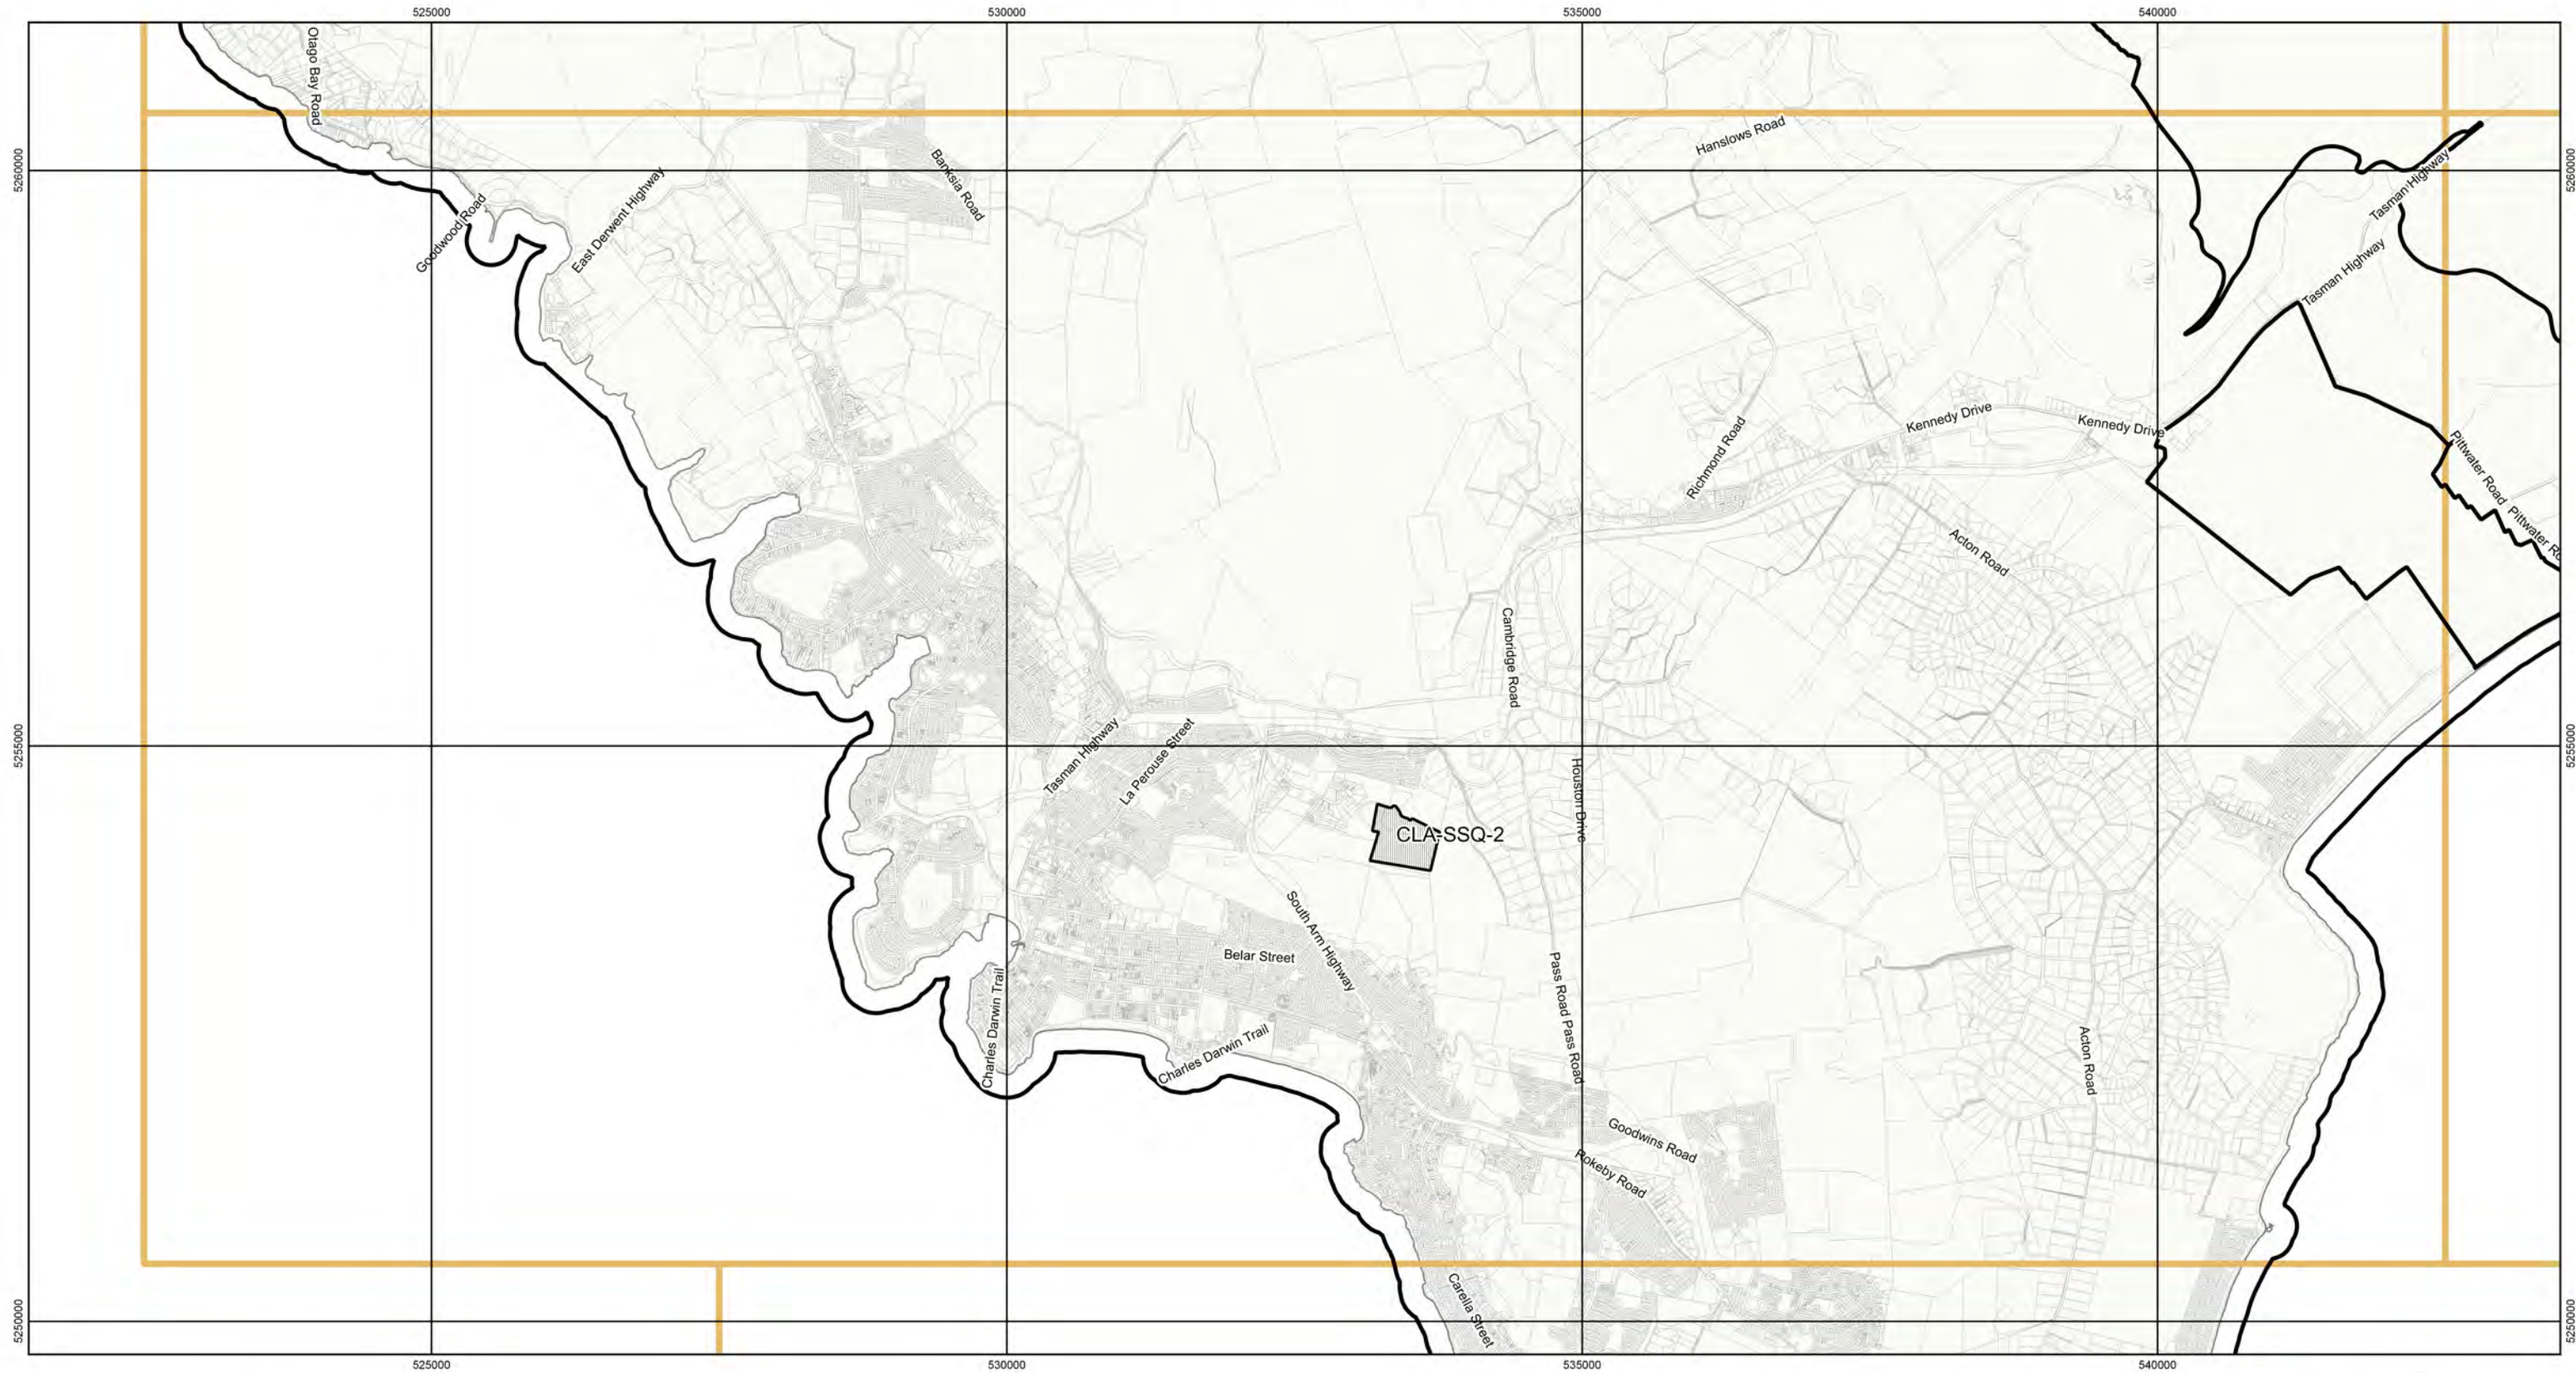 525000
530000
535000
540000
Otago Bay Road
Hanslows Road
Banksia Road
5260000
5260000
Tasman Highway
East Derwent Highway
Goodwood Road
Tasman Highway
Kennedy Drive
Kennedy Drive
Richmond Road
Pittwater Road
Pittwater Ro
Acton Road
Cambridge Road
5255000
5255000
Tasman Highway
La Perouse Street
Houston Drive
CLA-SSQ-2
South Arm Highway
Belar Street
Pass Road
Pass Road
Charles Darwin Trail
Charles Darwin Trail
Acton Road
Goodwins Road
Rokeby Road
Carella Street
5250000
5250000
525000
530000
535000
540000